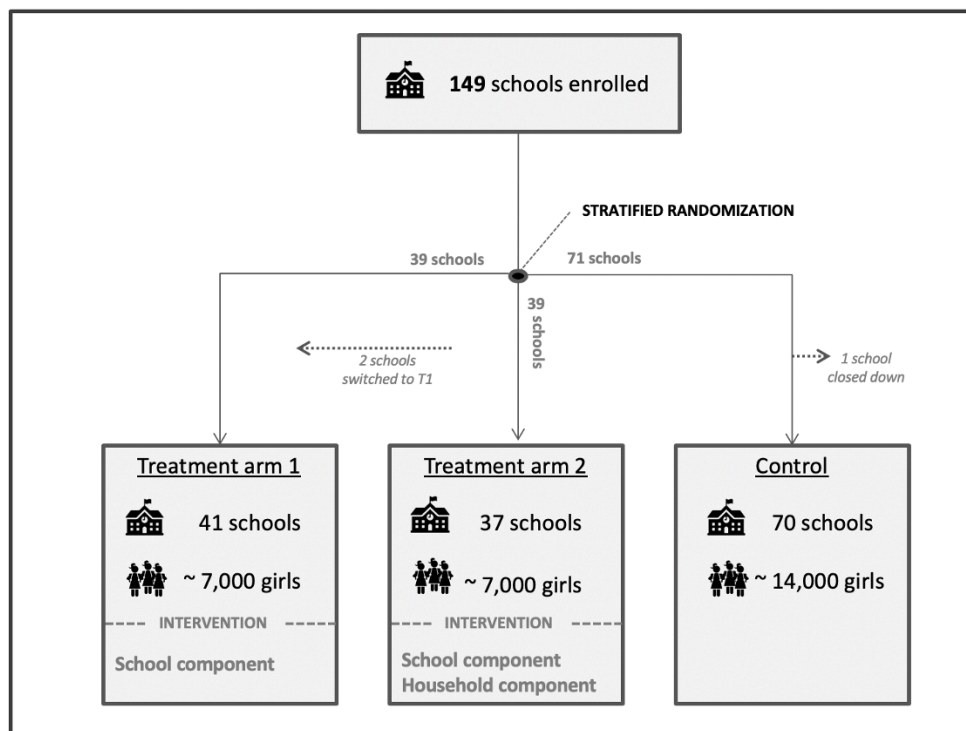 149 schools enrolled
STRATIFIED RANDOMIZATION
39 schools
71 schools
39
schools
2 schools
switched to T1
1 school
closed down
Treatment arm 1
41 schools
~ 7,000 girls
INTERVENTION
School component
Treatment arm 2
37 schools
~ 7,000 girls
INTERVENTION
School component
Household component
Control
70 schools
~ 14,000 girls